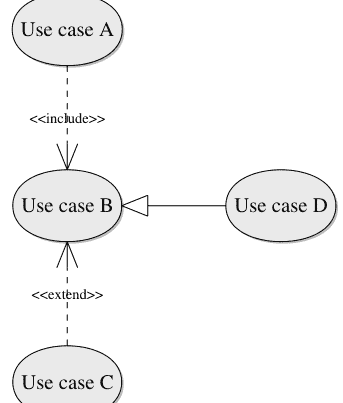 Use case A
<<include>>
Use case B
Use case D
<<extend>>
Use case C